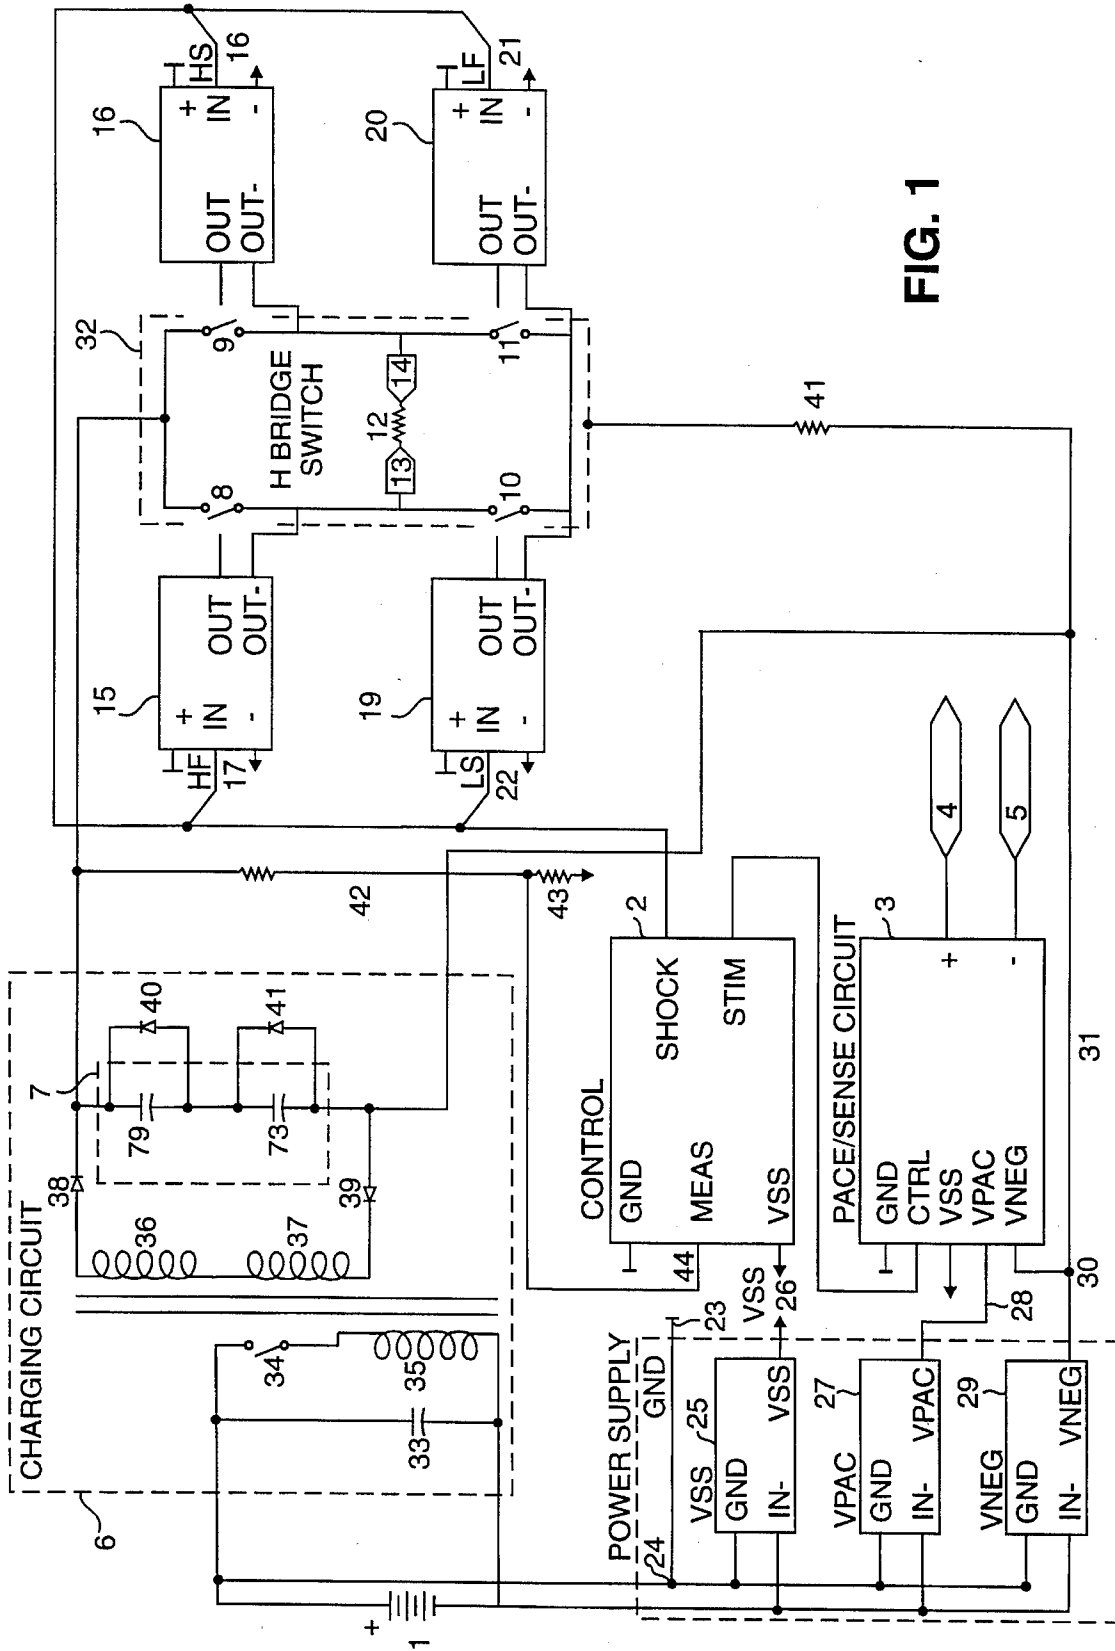 CHARGING CIRCUIT
6
+
1
33
34
35
36
37
38
39
7
79
73
40
41
42
43
32
H BRIDGE
SWITCH
8
9
10
11
13
12
14
15
+
IN
-
OUT
OUT-
HF
17
16
+
IN
-
OUT
OUT-
HS
16
19
+
IN
-
OUT
OUT-
LS
22
20
+
IN
-
OUT
OUT-
LF
21
41
POWER SUPPLY
24
GND
23
VSS
25
GND
IN-
VSS
VSS
26
VPAC
27
GND
IN-
VPAC
28
VNEG
29
GND
IN-
VNEG
30
31
CONTROL
2
GND
MEAS
VSS
SHOCK
STIM
44
PACE/SENSE CIRCUIT
3
GND
CTRL
VSS
VPAC
VNEG
+
-
4
5
FIG. 1